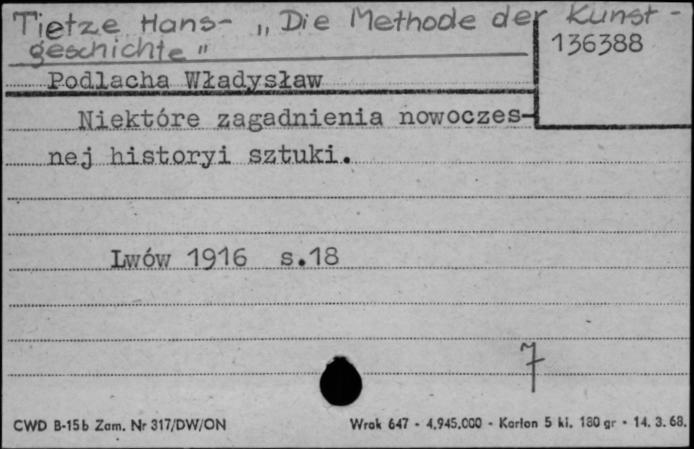 Tietze Hans- „Die Methode der Kunst-
geschichte"
136388
Podlacha Władysław
Niektóre zagadnienia nowoczes-
nej historyi sztuki.
Lwów 1916 s.18
7
CWD B-15b Zam. Nr 317/DW/ON
Wrak 647 - 4.945.000 - Karton 5 kl. 180 gr - 14. 3. 68.